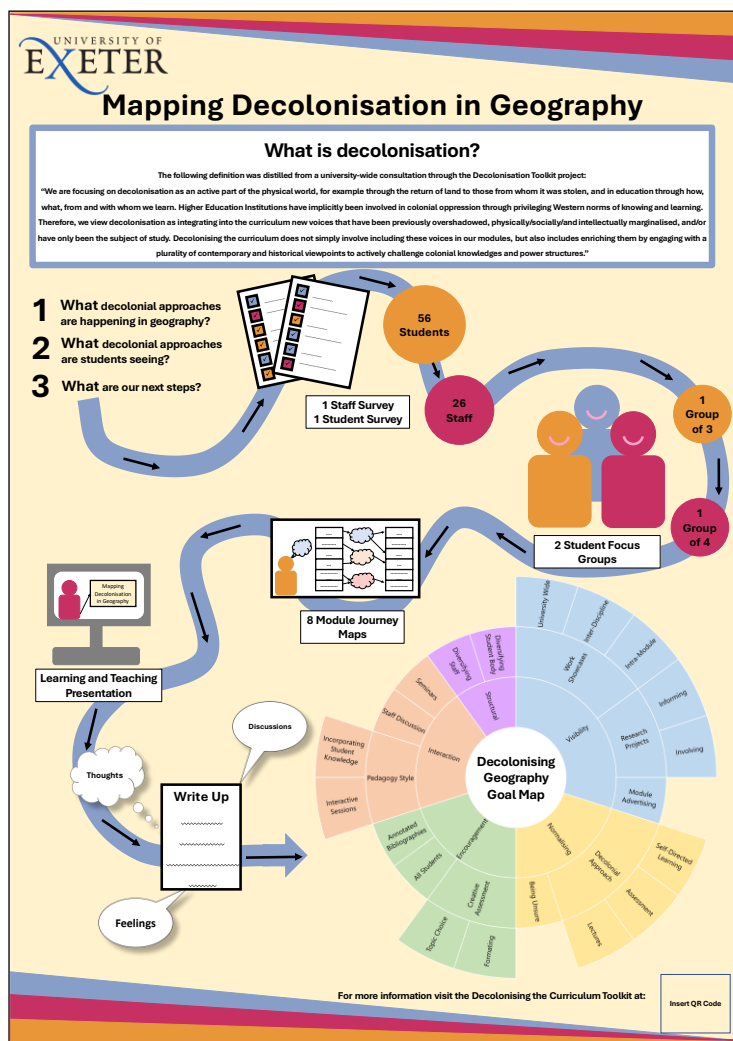 UNIVERSITY OF
EXETER
Mapping Decolonisation in Geography
What is decolonisation?
The following definition was distilled from a university-wide consultation through the Decolonisation Toolkit project:
“We are focusing on decolonisation as an active part of the physical world, for example through the return of land to those from whom it was stolen, and in education through how,
what, from and with whom we learn. Higher Education Institutions have implicitly been involved in colonial oppression through privileging Western norms of knowing and learning.
Therefore, we view decolonisation as integrating into the curriculum new voices that have been previously overshadowed, physically/socially/and intellectually marginalised, and/or
have only been the subject of study. Decolonising the curriculum does not simply involve including these voices in our modules, but also includes enriching them by engaging with a
plurality of contemporary and historical viewpoints to actively challenge colonial knowledges and power structures.”
1 What decolonial approaches
are happening in geography?
2 What decolonial approaches
are students seeing?
3 What are our next steps?
1 Staff Survey
1 Student Survey
56
Students
26
Staff
1
Group
of 3
1
Group
of 4
2 Student Focus
Groups
8 Module Journey
Maps
Mapping
Decolonisation
in Geography
Learning and Teaching
Presentation
Thoughts
Discussions
Write Up
Feelings
Decolonising
Geography
Goal Map
Visibility
Work
Showcases
University Wide
Inter-Discipline
Intra-Module
Research
Projects
Informing
Involving
Module
Advertising
Normalising
Decolonial
Approach
Self-Directed
Learning
Assessment
Lectures
Being Unsure
Encouragement
Creative
Assessment
Formating
Topic Choice
All Students
Annotated
Bibliographies
Interaction
Pedagogy Style
Interactive
Sessions
Incorporating
Student
Knowledge
Staff Discussion
Seminars
Structural
Diversifying
Staff
Diversifying
Student Body
For more information visit the Decolonising the Curriculum Toolkit at:
Insert QR Code